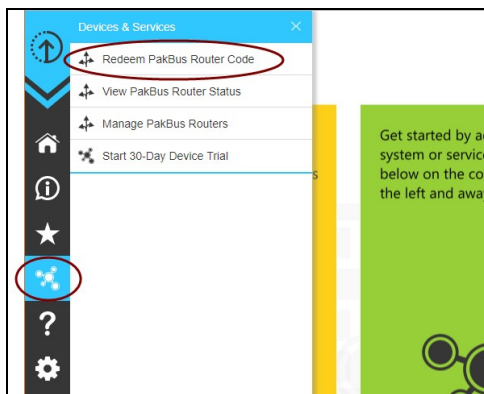 Devices & Services
Redeem PakBus Router Code
View PakBus Router Status
Manage PakBus Routers
Start 30-Day Device Trial
s
Get started by a
system or servic
below on the co
the left and awa